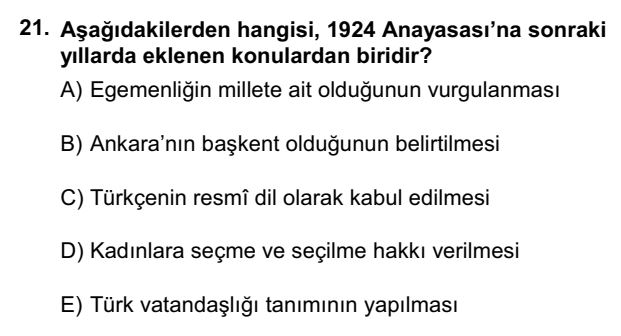 21. Aşağıdakilerden hangisi, 1924 Anayasası’na sonraki
yıllarda eklenen konulardan biridir?
A) Egemenliğin millete ait olduğunun vurgulanması
B) Ankara’nın başkent olduğunun belirtilmesi
C) Türkçenin resmî dil olarak kabul edilmesi
D) Kadınlara seçme ve seçilme hakkı verilmesi
E) Türk vatandaşlığı tanımının yapılması